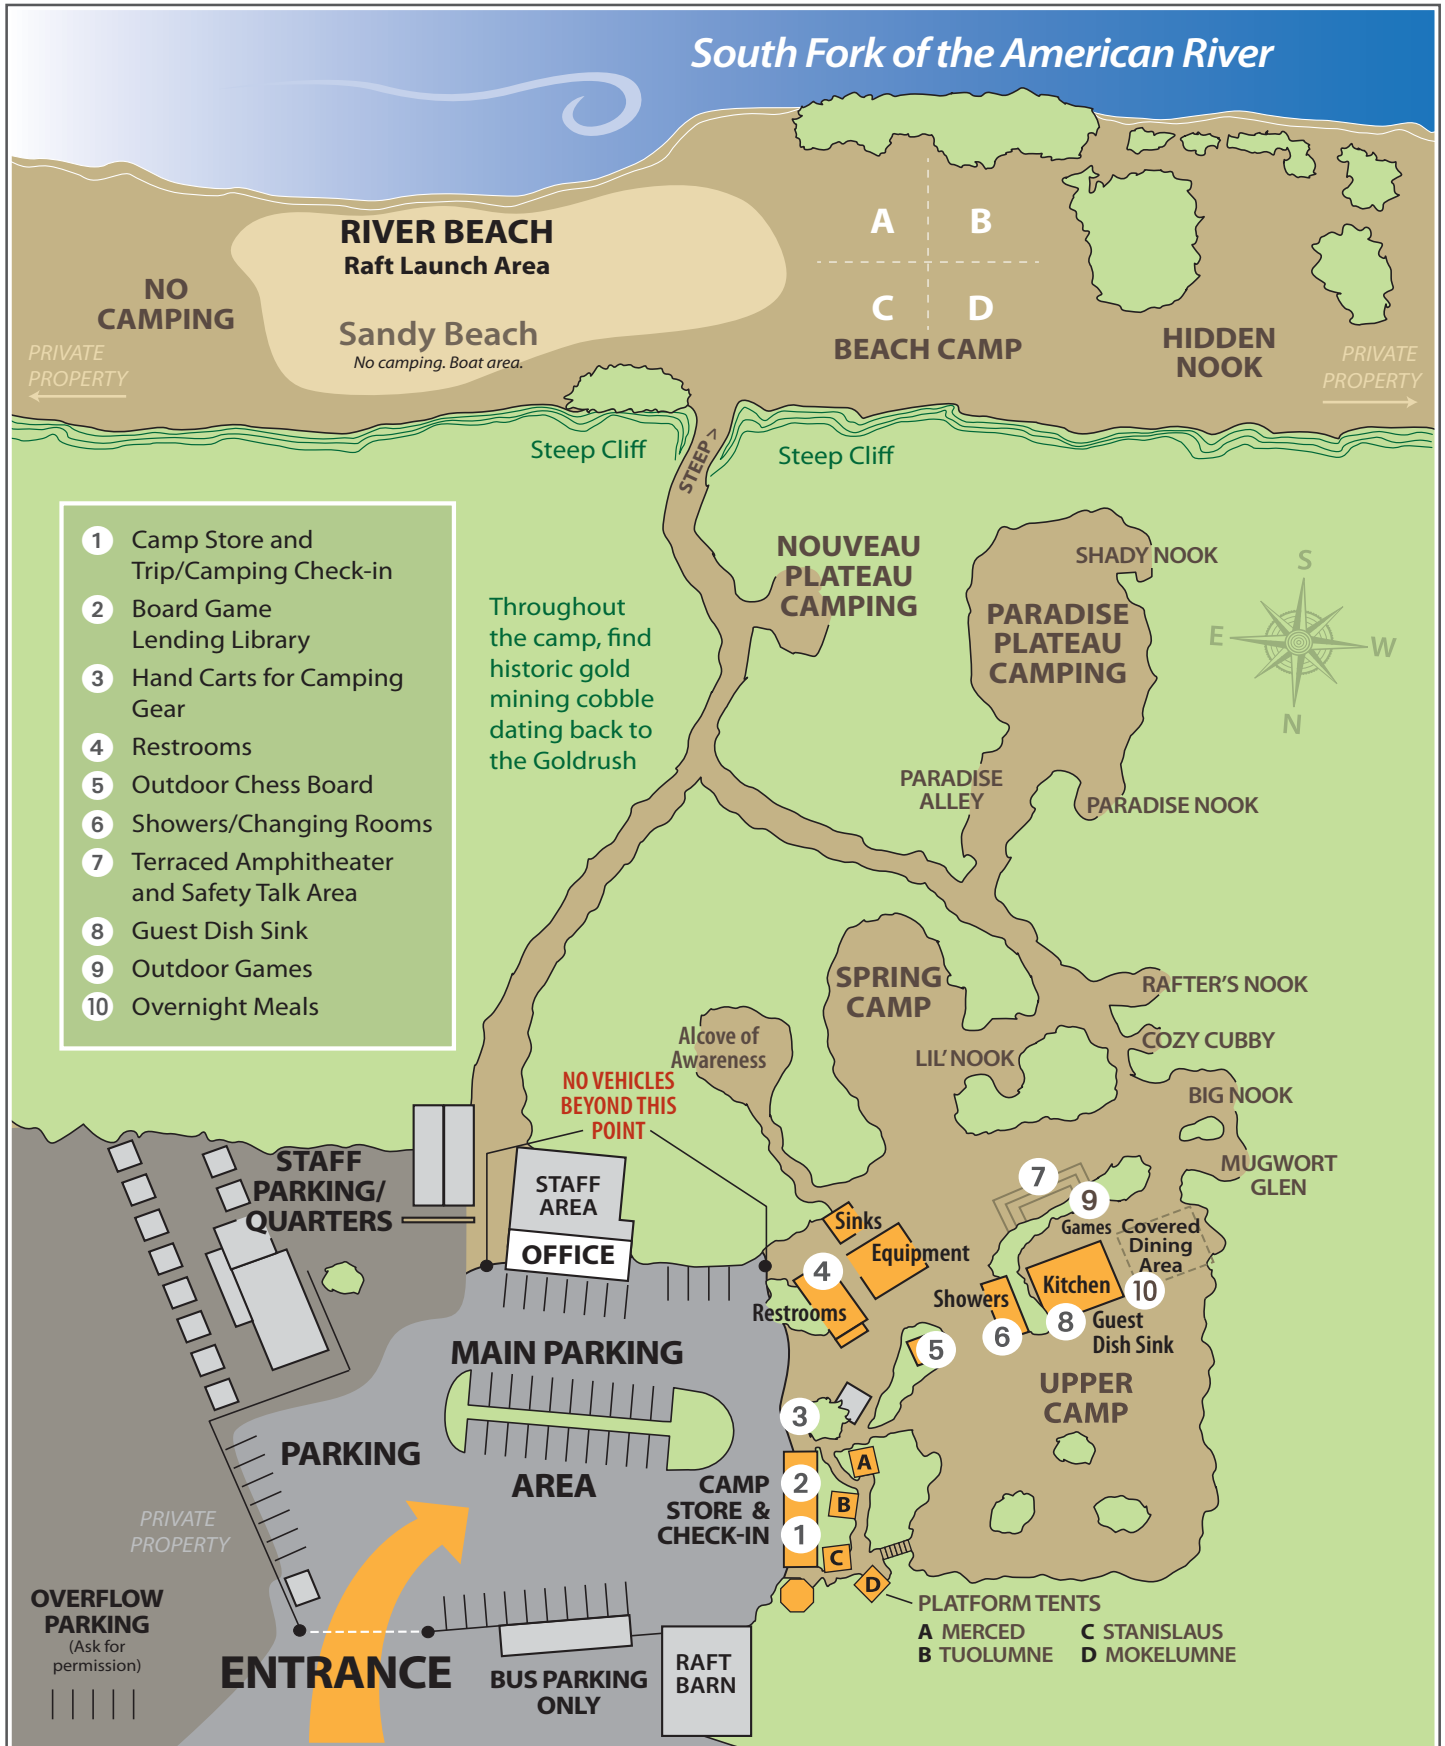 South Fork of the American River
RIVER BEACH
Raft Launch Area
A
B
NO
CAMPING
C
D
Sandy Beach
No camping. Boat area.
BEACH CAMP
HIDDEN
NOOK
PRIVATE
PROPERTY
PRIVATE
PROPERTY
Steep Cliff
STEEP >
Steep Cliff
1 Camp Store and
Trip/Camping Check-in
2 Board Game
Lending Library
3 Hand Carts for Camping
Gear
4 Restrooms
5 Outdoor Chess Board
6 Showers/Changing Rooms
7 Terraced Amphitheater
and Safety Talk Area
8 Guest Dish Sink
9 Outdoor Games
10 Overnight Meals
Throughout
the camp, find
historic gold
mining cobble
dating back to
the Goldrush
NOUVEAU
PLATEAU
CAMPING
SHADY NOOK
PARADISE
PLATEAU
CAMPING
S
E
W
N
PARADISE
ALLEY
PARADISE NOOK
SPRING
CAMP
RAFTER'S NOOK
COZY CUBBY
LIL' NOOK
BIG NOOK
MUGWORT
GLEN
Alcove of
Awareness
NO VEHICLES
BEYOND THIS
POINT
STAFF
PARKING/
QUARTERS
STAFF
AREA
OFFICE
Sinks
Equipment
4
Restrooms
7
9
Games
Covered
Dining
Area
10
Kitchen
Showers
6
8
Guest
Dish Sink
5
UPPER
CAMP
MAIN PARKING
AREA
PARKING
3
2
1
CAMP
STORE &
CHECK-IN
A
B
C
D
PLATFORM TENTS
A MERCED
C STANISLAUS
B TUOLUMNE
D MOKELUMNE
PRIVATE
PROPERTY
OVERFLOW
PARKING
(Ask for
permission)
ENTRANCE
BUS PARKING
ONLY
RAFT
BARN